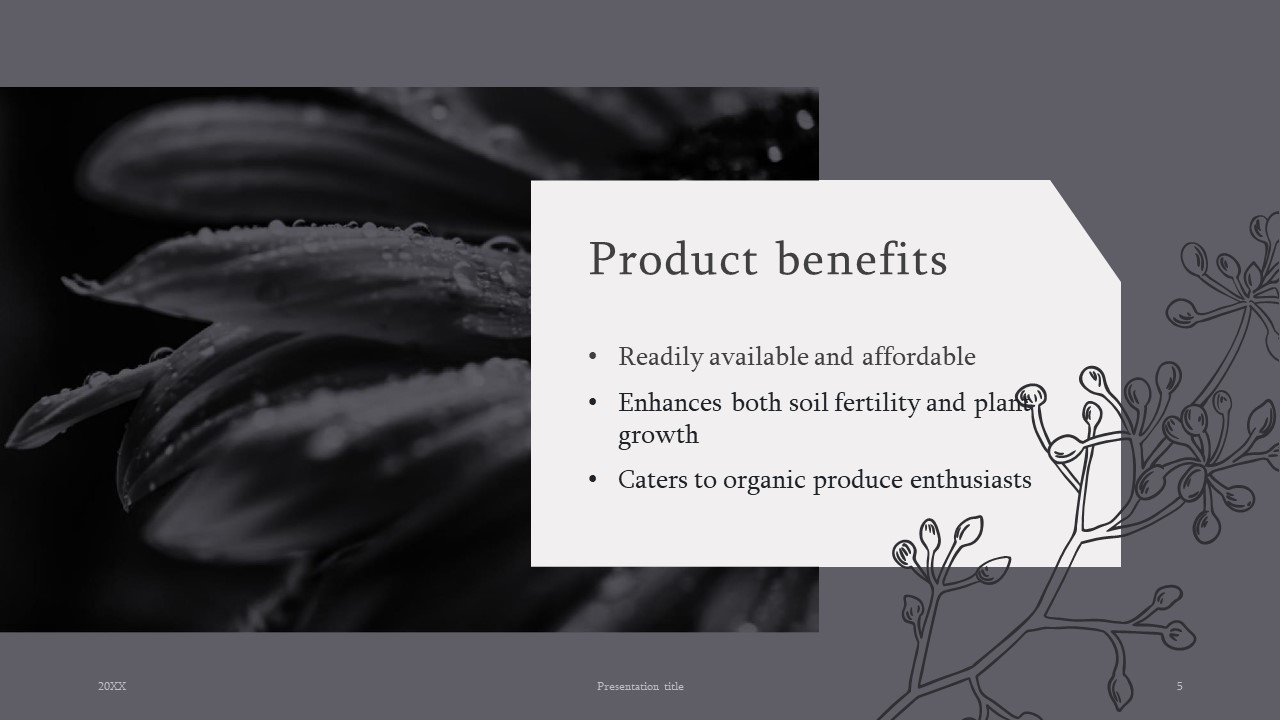 Product benefits
• Readily available and affordable
• Enhances both soil fertility and plant
growth
• Caters to organic produce enthusiasts
20XX
Presentation title
5